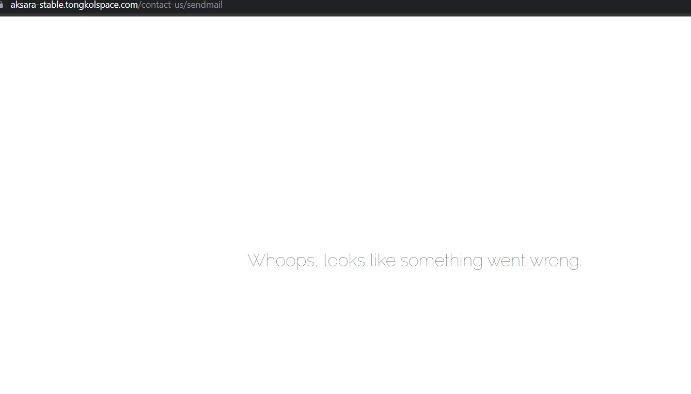 aksara-stable.tongkolspace.com/contact-us/sendmail
Whoops, looks like something went wrong.